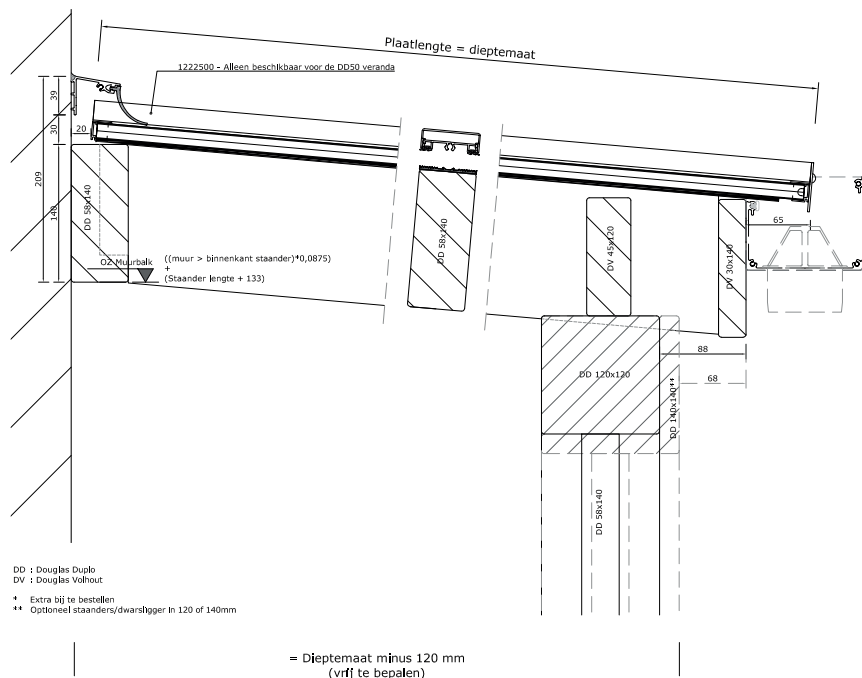 Plaatlengte = dieptemaat
1222500 - Alleen beschikbaar voor de DD50 veranda
39
30
20
209
140
DD 58x140
OZ Muurbalk
((muur > binnenkant staander)*0,0875)
+
(Staander lengte + 133)
DD 58x140
DV 45x120
DV 30x140
65
88
68
DD 120x120
DD 140x140**
DD 58x140
DD : Douglas Duplo
DV : Douglas Volhout
* Extra bij te bestellen
** Optioneel staanders/dwarsligger in 120 of 140mm
= Dieptemaat minus 120 mm
(vrij te bepalen)